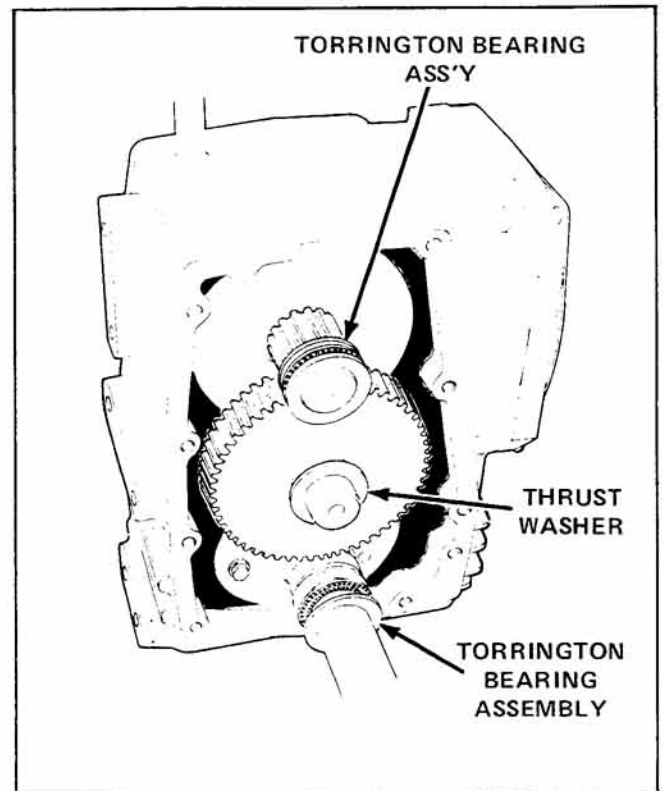 TORRINGTON BEARING
ASS'Y
THRUST
WASHER
TORRINGTON
BEARING
ASSEMBLY